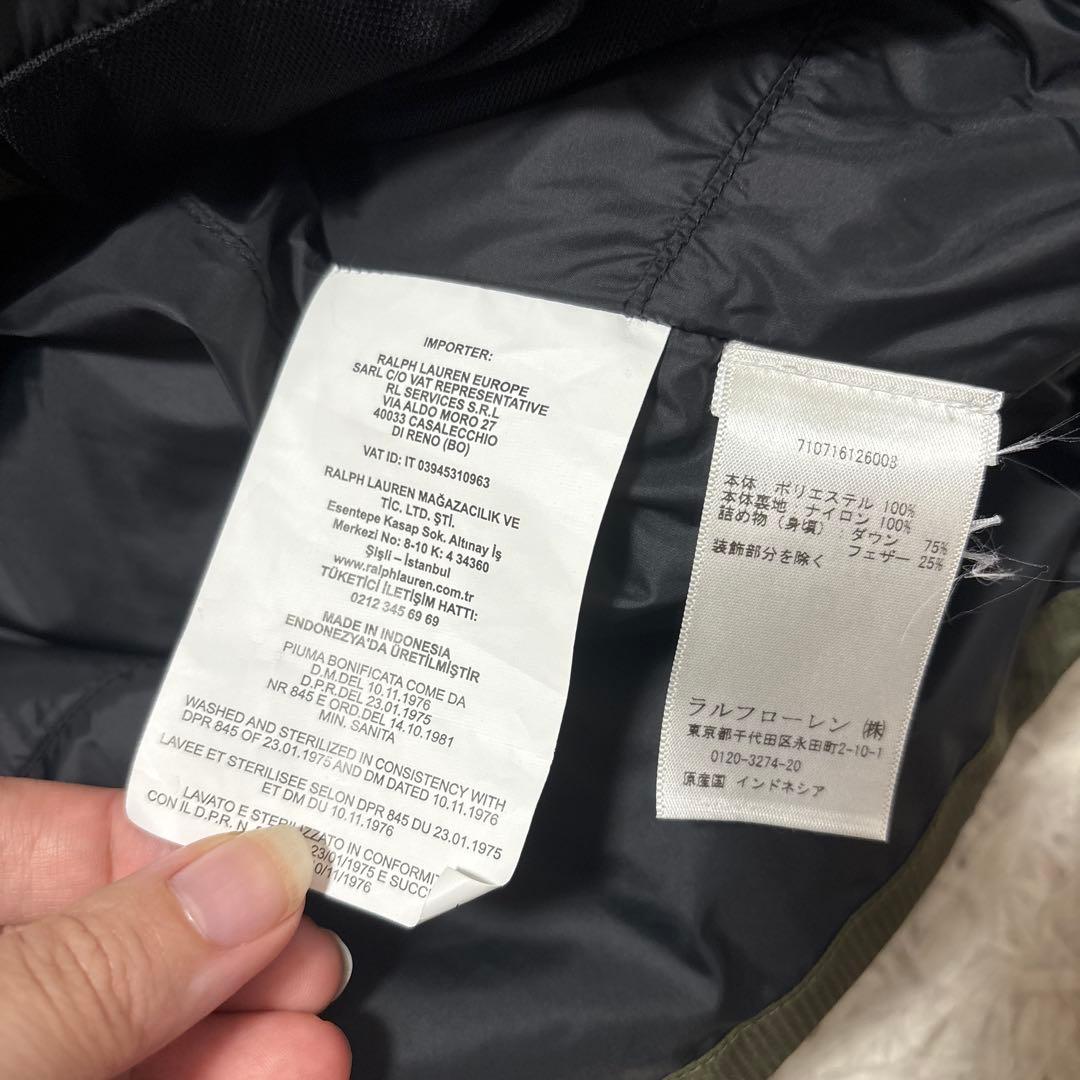 IMPORTER:
RALPH LAUREN EUROPE
SARL C/O VAT REPRESENTATIVE
RL SERVICES S.R.L
VIA ALDO MORO 27
40033 CASALECCHIO
DI RENO (BO)
VAT ID: IT 03945310963
RALPH LAUREN MAĞAZACILIK VE
TİC. LTD. ŞTİ.
Esentepe Kasap Sok. Altınay İş
Merkezi No: 8-10 K: 4 34360
Şişli – İstanbul
www.ralphlauren.com.tr
TÜKETİCİ İLETİŞİM HATTI:
0212 345 69 69
MADE IN INDONESIA
ENDONEZYA'DA ÜRETİLMİŞTİR
PIUMA BONIFICATA COME DA
D.M.DEL 10.11.1976
D.P.R.DEL 23.01.1975
NR 845 E ORD.DEL 14.10.1981
MIN. SANITA
WASHED AND STERILIZED IN CONSISTENCY WITH
DPR 845 OF 23.01.1975 AND DM DATED 10.11.1976
LAVEE ET STERILISEE SELON DPR 845 DU 23.01.1975
ET DM DU 10.11.1976
LAVATO E STERILIZZATO IN
CON IL D.P.R. N. 23/01/1975 E
/11/1976
710716126008
本体 ポリエステル 100%
本体裏地 ナイロン 100%
詰め物 (身頃) ダウン 75%
フェザー 25%
装飾部分を除く
ラルフローレン ㈱
東京都千代田区永田町2-10-1
0120-3274-20
原産国 インドネシア